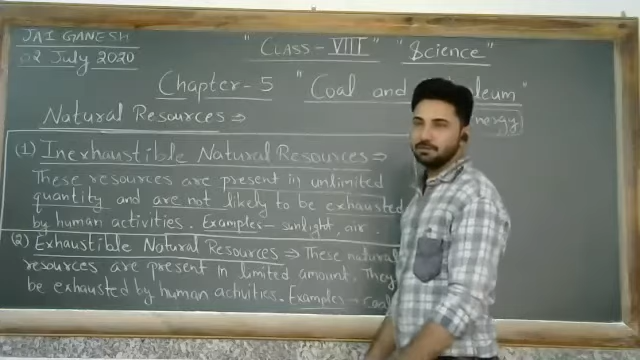 JAI GANESH
02 July 2020
"CLASS-VIII" "Science"
Chapter-5 "Coal and
Natural Resources ⇒
(1) Inexhaustible Natural Resources ⇒
These resources are present in unlimited
quantity and are not likely to be exhausted
by human activities. Examples- sunlight, air
(2) Exhaustible Natural Resources ⇒ These natural
resources are present in limited amount. They
be exhausted by human activities. Examples-